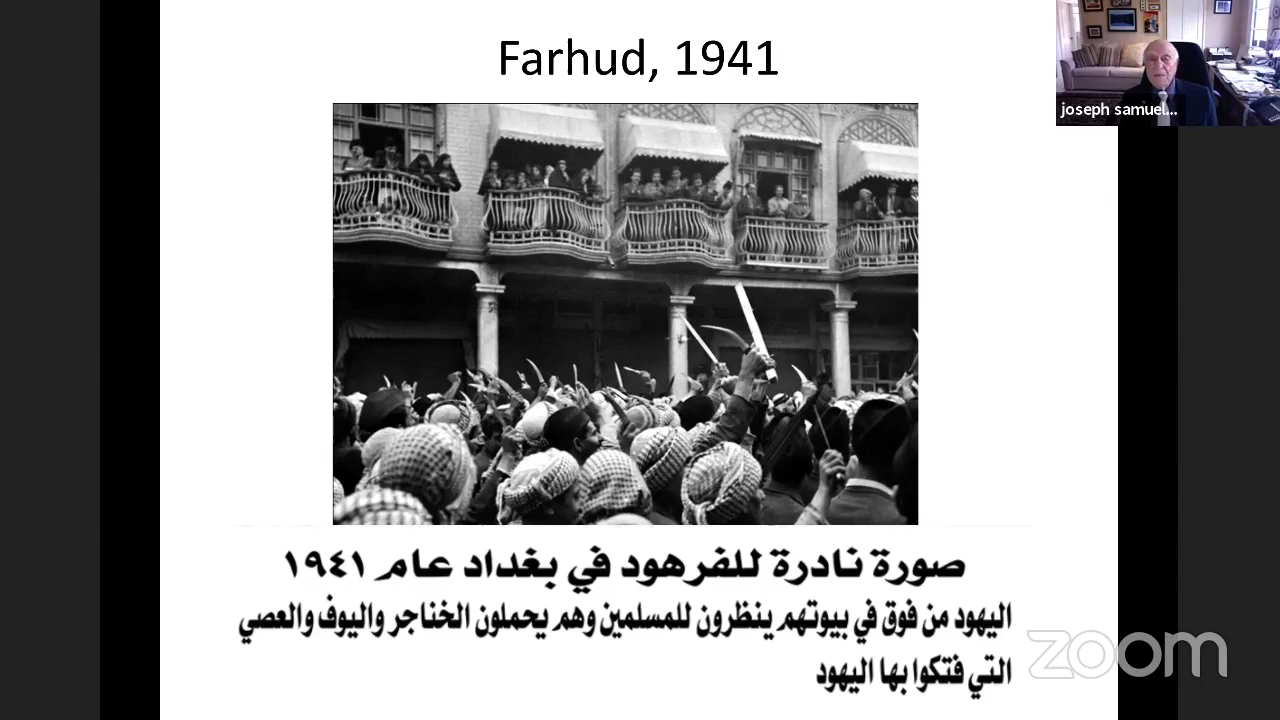 Farhud, 1941
joseph samuel...
صورة نادرة للفرهود في بغداد عام ١٩٤١
اليهود من فوق في بيوتهم ينظرون للمسلمين وهم يحملون الخناجر واليوف والعصي
التي فتكوا بها اليهود
zoom